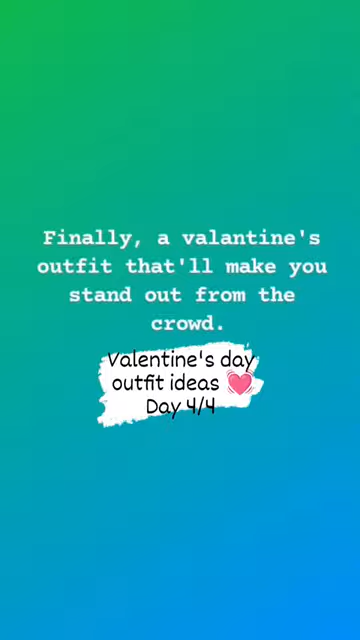 Finally, a valantine's
outfit that'll make you
stand out from the
crowd.
Valentine's day
outfit ideas 💓
Day 4/4